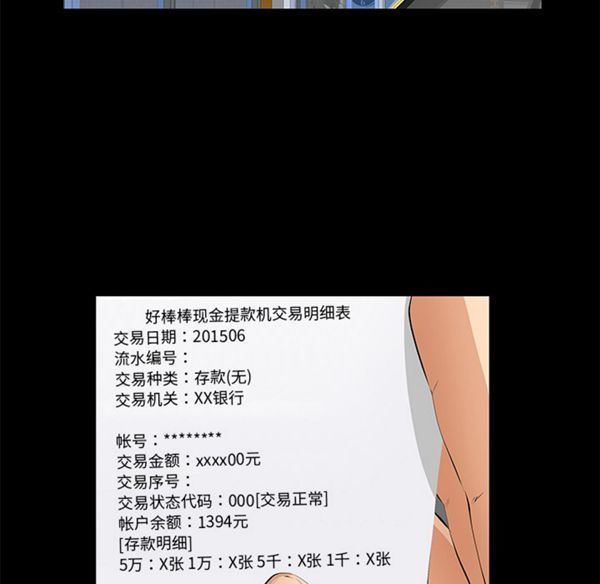 好棒棒现金提款机交易明细表
交易日期：201506
流水编号：
交易种类：存款(无)
交易机关：XX银行
帐号：********
交易金额：xxxx00元
交易序号：
交易状态代码：000[交易正常]
帐户余额：1394元
[存款明细]
5万：X张 1万：X张 5千：X张 1千：X张